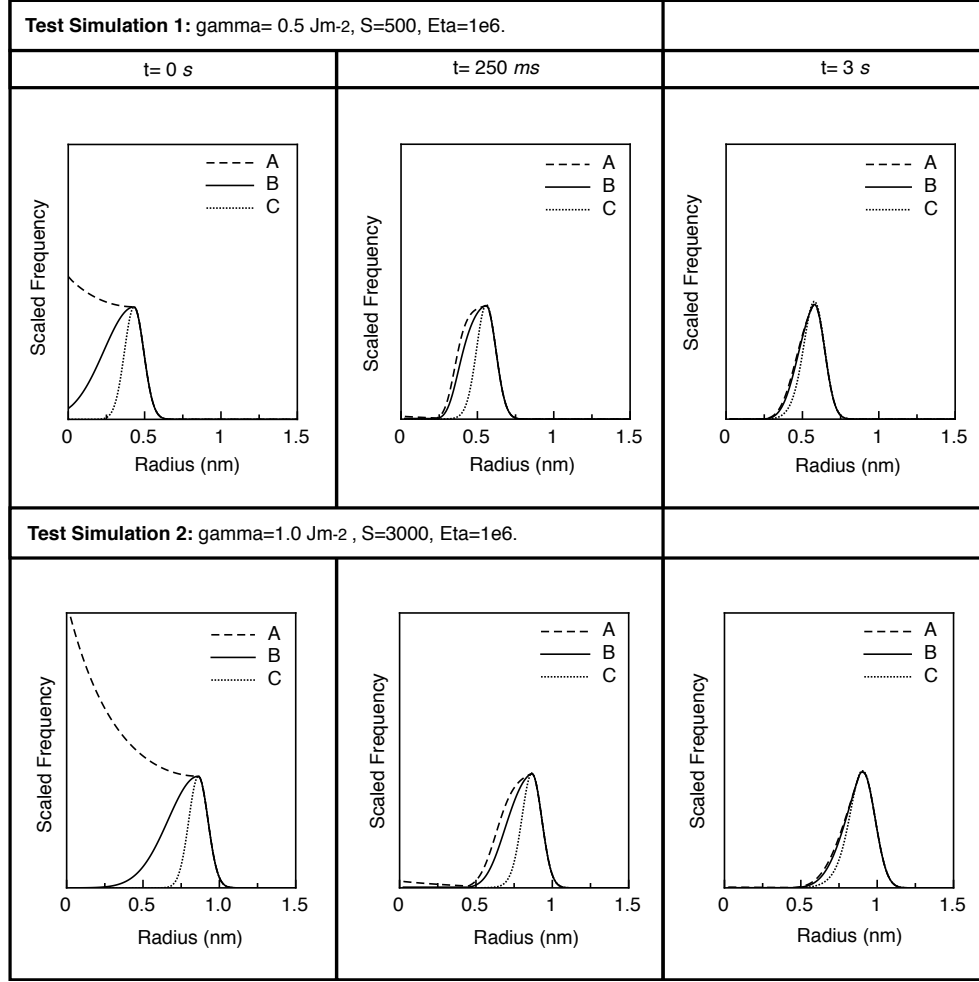 Test Simulation 1: gamma= 0.5 Jm-2, S=500, Eta=1e6.
t= 0 s
t= 250 ms
t= 3 s
A
B
C
Scaled Frequency
0 0.5 1 1.5
Radius (nm)
A
B
C
Scaled Frequency
0 0.5 1 1.5
Radius (nm)
A
B
C
Scaled Frequency
0 0.5 1 1.5
Radius (nm)
Test Simulation 2: gamma=1.0 Jm-2 , S=3000, Eta=1e6.
A
B
C
Scaled Frequency
0 0.5 1.0 1.5
Radius (nm)
A
B
C
Scaled Frequency
0 0.5 1 1.5
Radius (nm)
A
B
C
Scaled Frequency
0 0.5 1 1.5
Radius (nm)